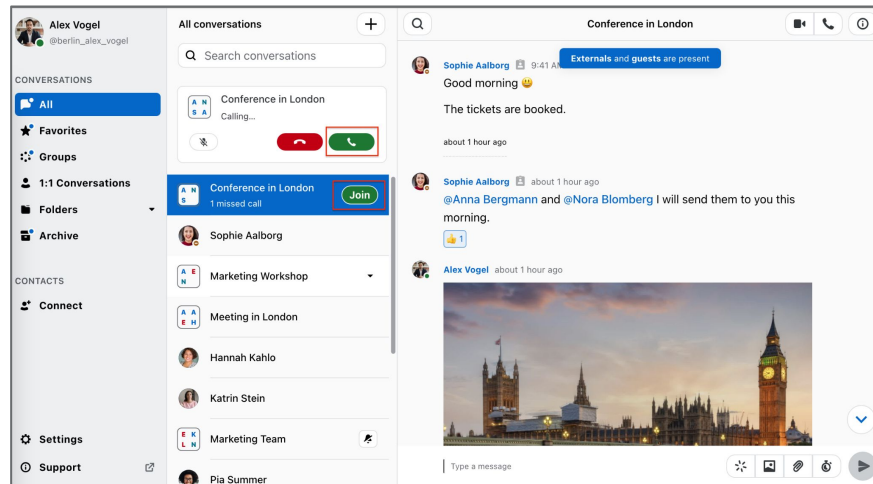 Alex Vogel
@berlin_alex_vogel
CONVERSATIONS
All
Favorites
Groups
1:1 Conversations
Folders
Archive
CONTACTS
Connect
Settings
Support
All conversations
Search conversations
A N
S A
Conference in London
Calling...
A N
S
Conference in London
1 missed call
Join
Sophie Aalborg
A E
N
Marketing Workshop
A A
E H
Meeting in London
Hannah Kahlo
Katrin Stein
E K
L N
Marketing Team
Pia Summer
Conference in London
Externals and guests are present
Sophie Aalborg 9:41
Good morning 😃
The tickets are booked.
about 1 hour ago
Sophie Aalborg about 1 hour ago
@Anna Bergmann and @Nora Blomberg I will send them to you this
morning.
👍 1
Alex Vogel about 1 hour ago
Type a message